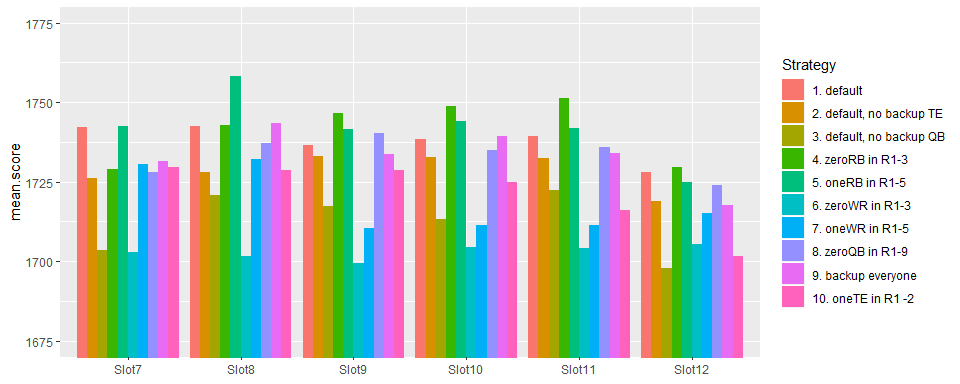 mean.score
1775
1750
1725
1700
1675
Slot7 Slot8 Slot9 Slot10 Slot11 Slot12
Strategy
1. default
2. default, no backup TE
3. default, no backup QB
4. zeroRB in R1-3
5. oneRB in R1-5
6. zeroWR in R1-3
7. oneWR in R1-5
8. zeroQB in R1-9
9. backup everyone
10. oneTE in R1 -2